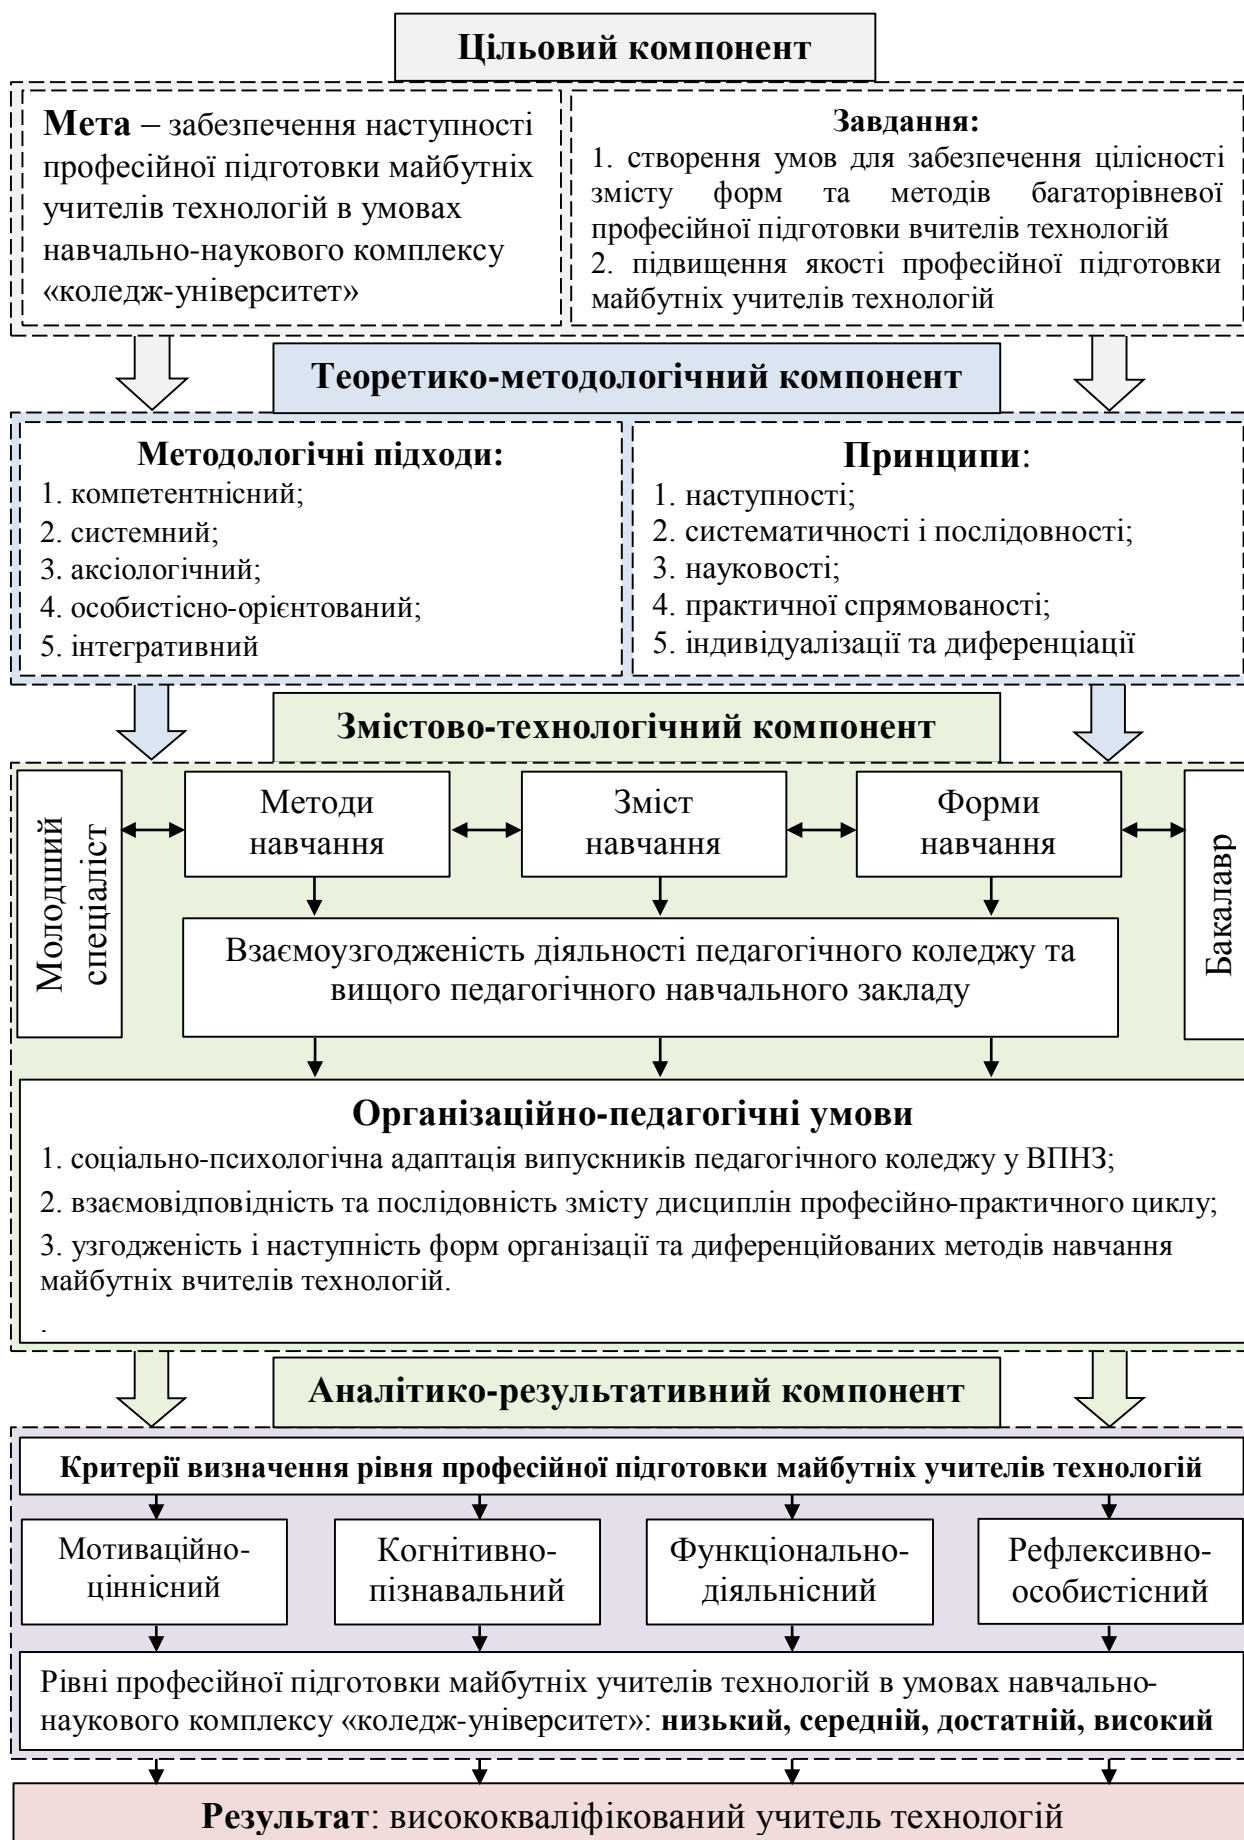 Цільовий компонент
Мета – забезпечення наступності
професійної підготовки майбутніх
учителів технологій в умовах
навчально-наукового комплексу
«коледж-університет»
Завдання:
1. створення умов для забезпечення цілісності
змісту форм та методів багаторівневої
професійної підготовки вчителів технологій
2. підвищення якості професійної підготовки
майбутніх учителів технологій
Теоретико-методологічний компонент
Методологічні підходи:
1. компетентнісний;
2. системний;
3. аксіологічний;
4. особистісно-орієнтований;
5. інтегративний
Принципи:
1. наступності;
2. систематичності і послідовності;
3. науковості;
4. практичної спрямованості;
5. індивідуалізації та диференціації
Змістово-технологічний компонент
Молодший
спеціаліст
Методи
навчання
Зміст
навчання
Форми
навчання
Бакалавр
Взаємоузгодженість діяльності педагогічного коледжу та
вищого педагогічного навчального закладу
Організаційно-педагогічні умови
1. соціально-психологічна адаптація випускників педагогічного коледжу у ВПНЗ;
2. взаємовідповідність та послідовність змісту дисциплін професійно-практичного циклу;
3. узгодженість і наступність форм організації та диференційованих методів навчання
майбутніх вчителів технологій.
.
Аналітико-результативний компонент
Критерії визначення рівня професійної підготовки майбутніх учителів технологій
Мотиваційно-
ціннісний
Когнітивно-
пізнавальний
Функціонально-
діяльнісний
Рефлексивно-
особистісний
Рівні професійної підготовки майбутніх учителів технологій в умовах навчально-
наукового комплексу «коледж-університет»: низький, середній, достатній, високий
Результат: висококваліфікований учитель технологій